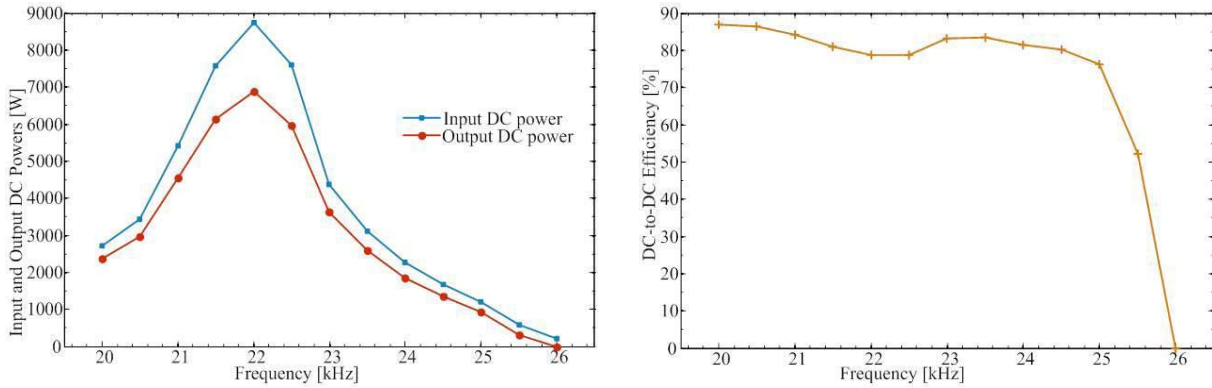 Input and Output DC Powers [W]
9000
8000
7000
6000
5000
4000
3000
2000
1000
0
Input DC power
Output DC power
20 21 22 23 24 25 26
Frequency [kHz]
DC-to-DC Efficiency [%]
90
80
70
60
50
40
30
20
10
0
20 21 22 23 24 25 26
Frequency [kHz]